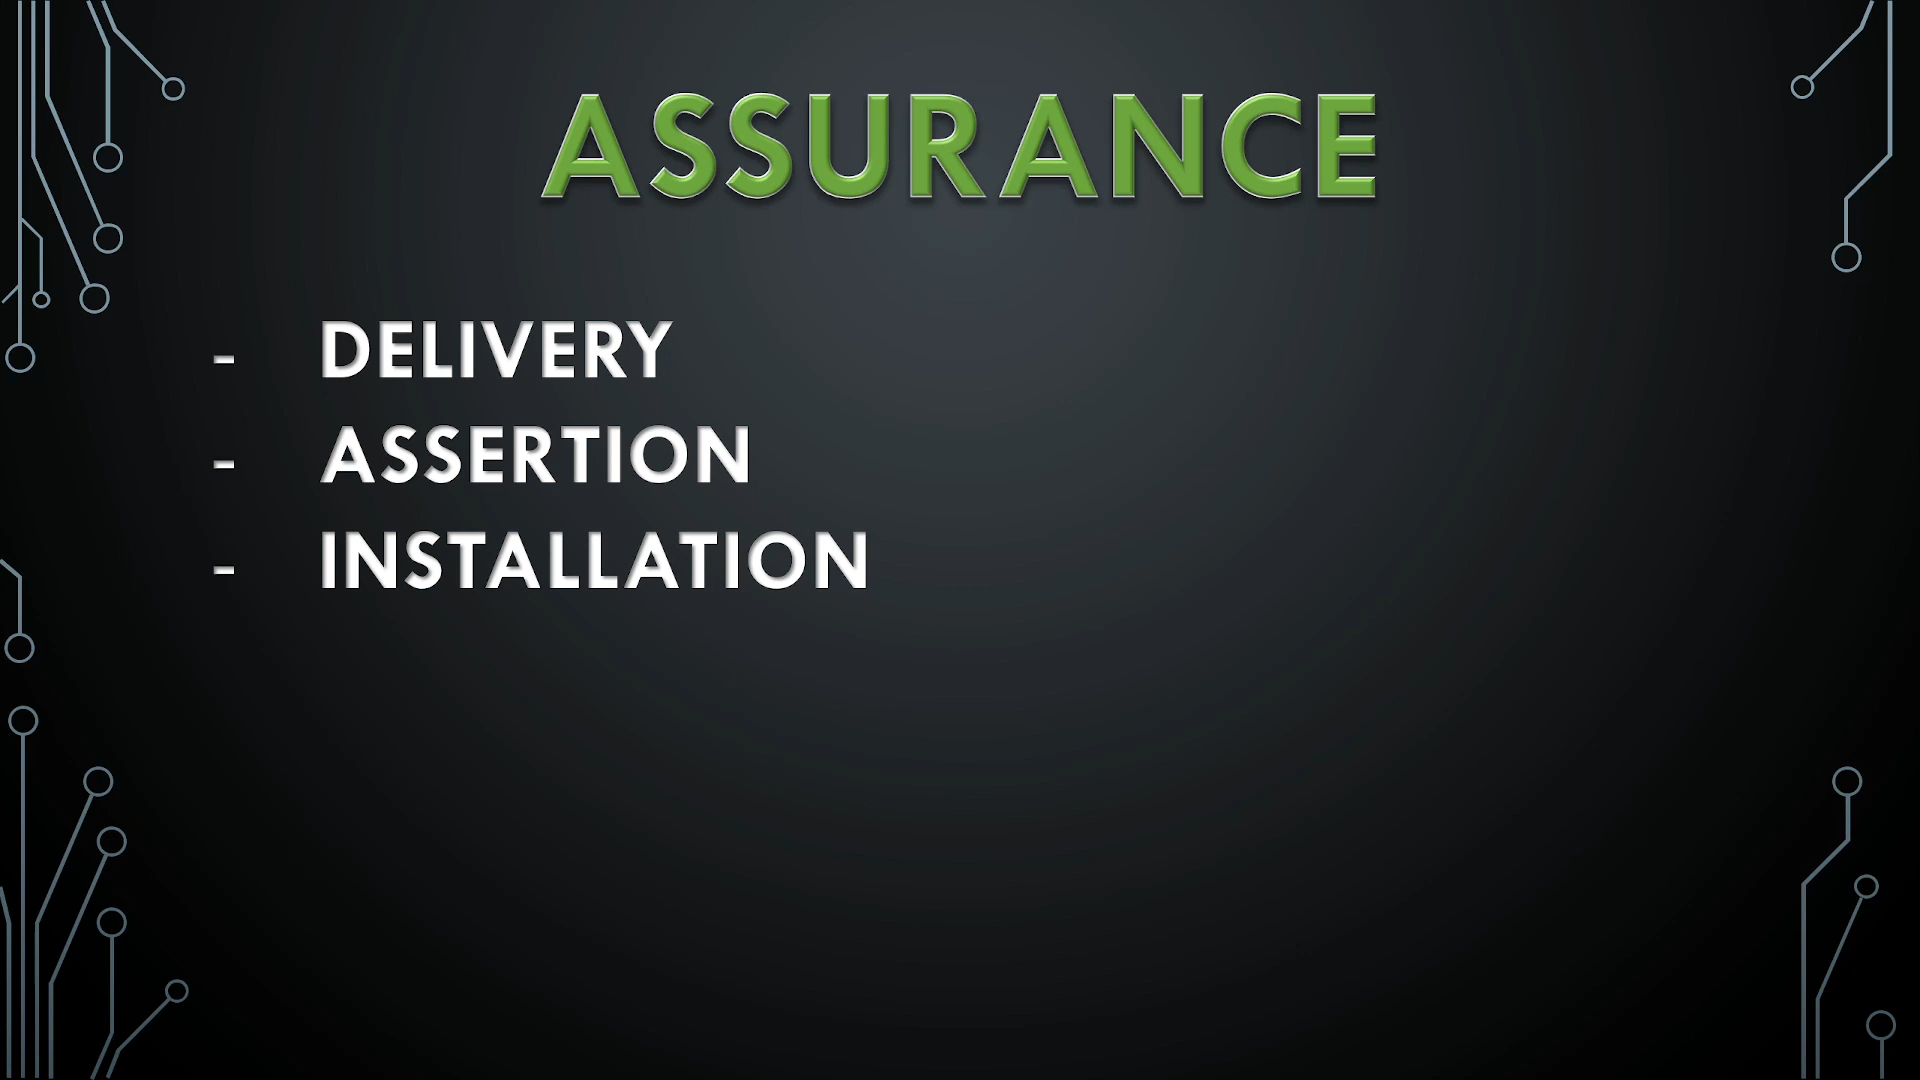 ASSURANCE
- DELIVERY
- ASSERTION
- INSTALLATION